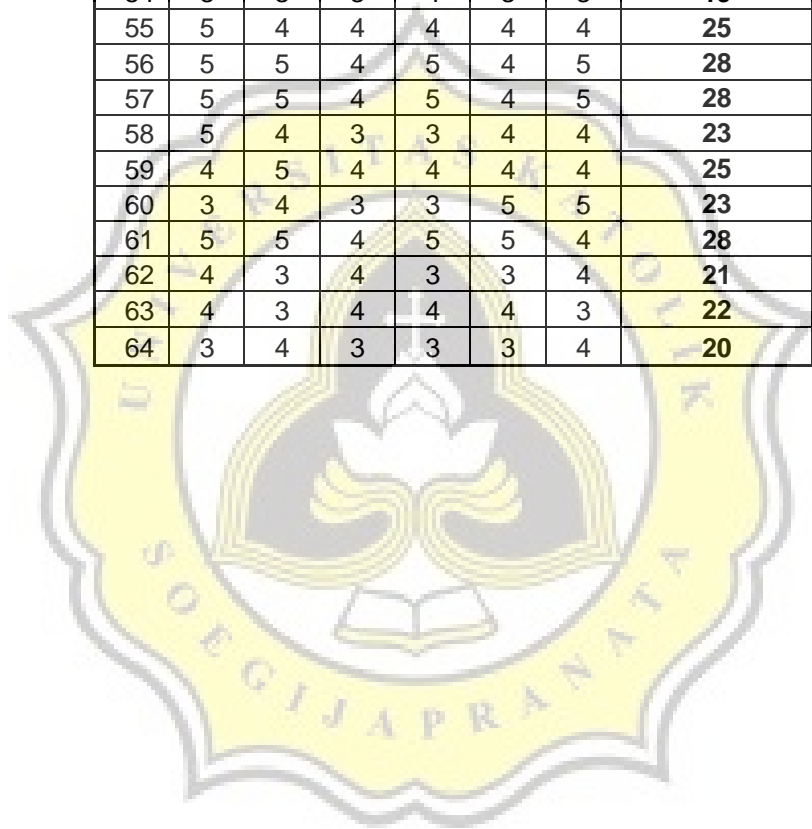 55 5 4 4 4 4 4 25
56 5 5 4 5 4 5 28
57 5 5 4 5 4 5 28
58 5 4 3 3 4 4 23
59 4 5 4 4 4 4 25
60 3 4 3 3 5 5 23
61 5 5 4 5 5 4 28
62 4 3 4 3 3 4 21
63 4 3 4 4 4 3 22
64 3 4 3 3 3 4 20
UNIVERSITAS KATOLIK
SOEGIJAPRANATA